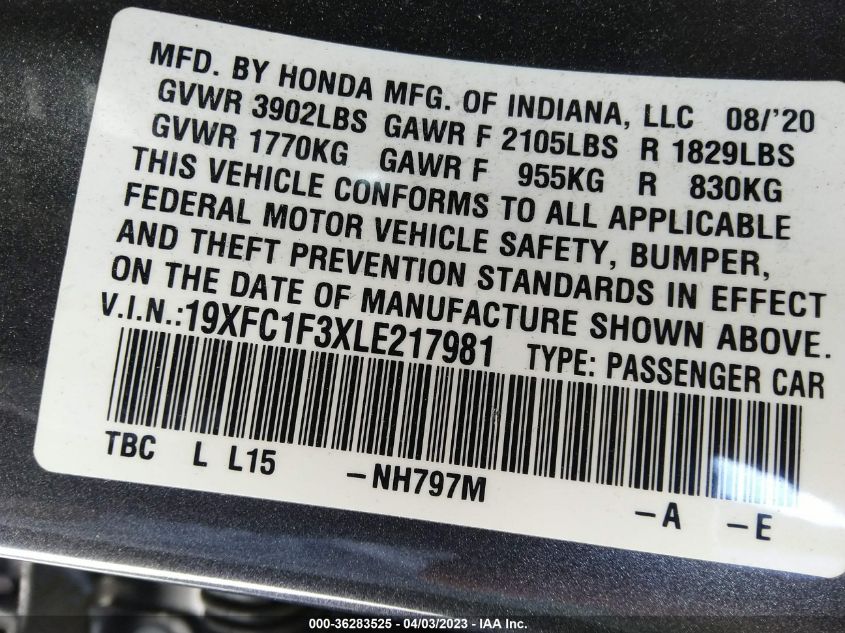 MFD. BY HONDA MFG. OF INDIANA, LLC 08/'20
GVWR 3902LBS GAWR F 2105LBS R 1829LBS
GVWR 1770KG GAWR F 955KG R 830KG
THIS VEHICLE CONFORMS TO ALL APPLICABLE
FEDERAL MOTOR VEHICLE SAFETY, BUMPER,
AND THEFT PREVENTION STANDARDS IN EFFECT
ON THE DATE OF MANUFACTURE SHOWN ABOVE.
V.I.N.:19XFC1F3XLE217981 TYPE: PASSENGER CAR
TBC L L15 -NH797M -A -E
000-36283525 - 04/03/2023 - IAA Inc.